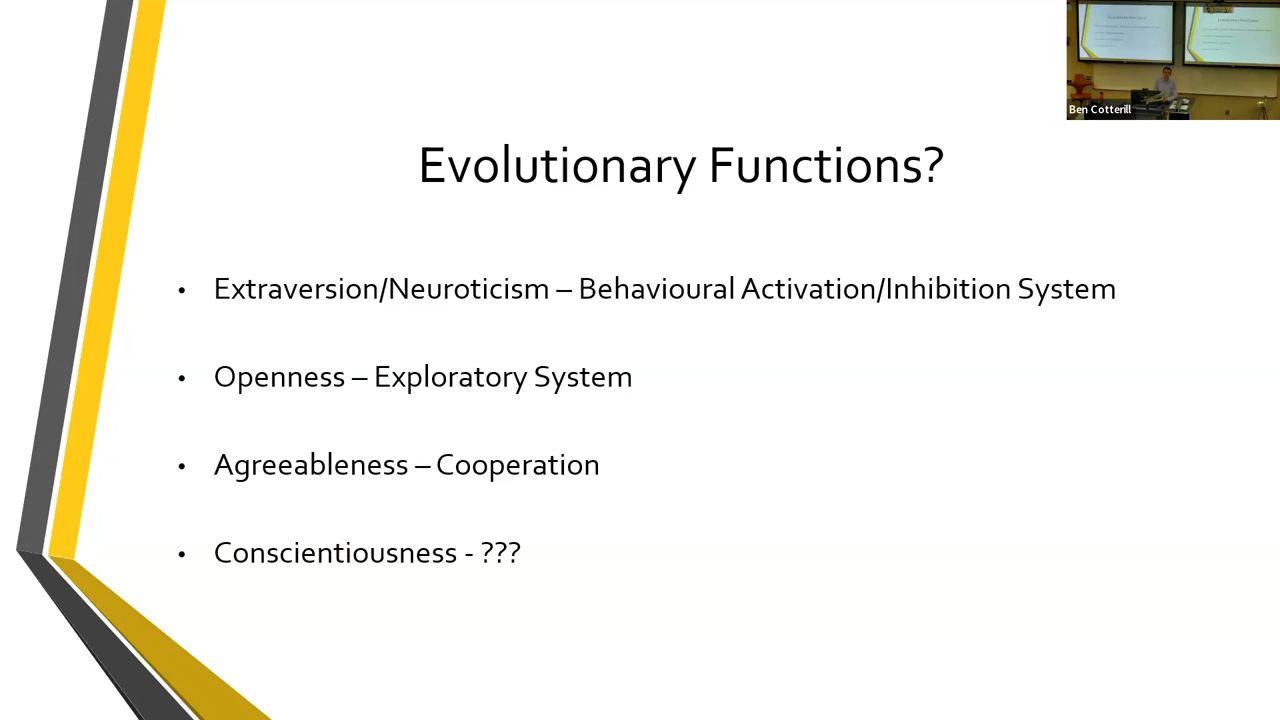 Ben Cotterill
Evolutionary Functions?
• Extraversion/Neuroticism – Behavioural Activation/Inhibition System
• Openness – Exploratory System
• Agreeableness – Cooperation
• Conscientiousness - ???